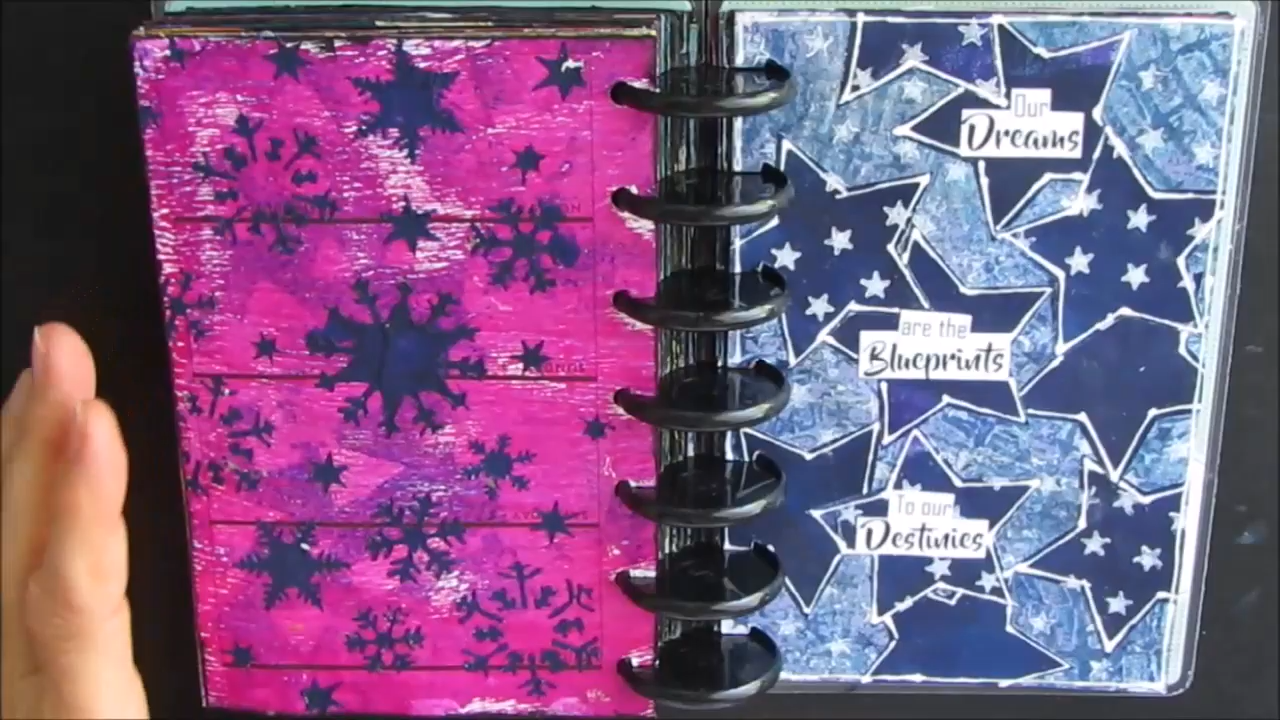 Our
Dreams
are the
Blueprints
To our
Destinies